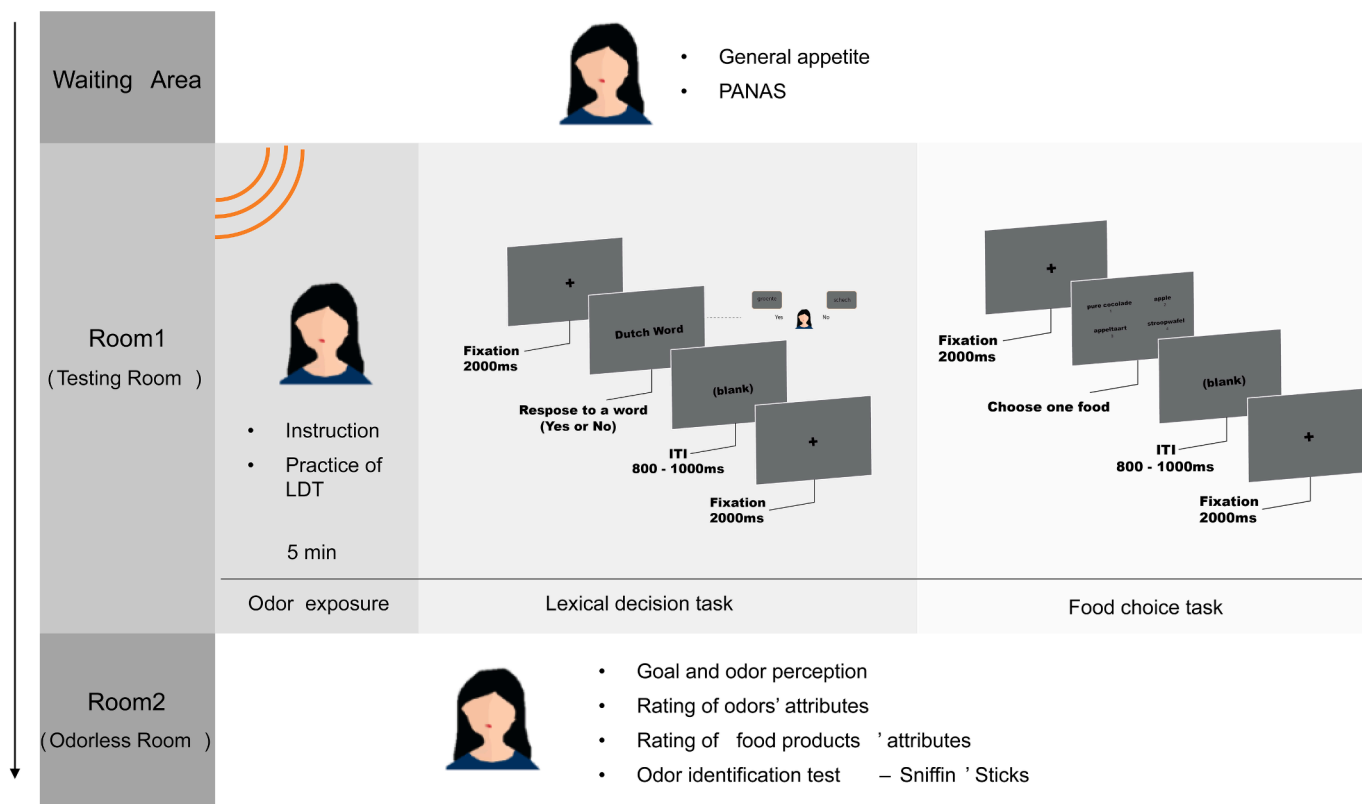 Waiting Area
• General appetite
• PANAS
Room1
(Testing Room )
• Instruction
• Practice of
LDT
5 min
Odor exposure
+
Fixation
2000ms
Dutch Word
groente
Yes
No
Respose to a word
(Yes or No)
(blank)
ITI
800 - 1000ms
+
Fixation
2000ms
Lexical decision task
+
Fixation
2000ms
pure cocolade
apple
appeltaart
stroopwafel
Choose one food
(blank)
ITI
800 - 1000ms
+
Fixation
2000ms
Food choice task
Room2
(Odorless Room )
• Goal and odor perception
• Rating of odors’ attributes
• Rating of food products ’ attributes
• Odor identification test – Sniffin ’ Sticks